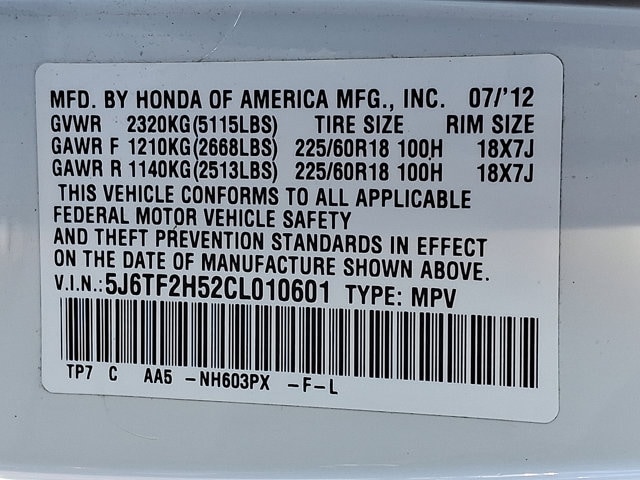 MFD. BY HONDA OF AMERICA MFG., INC. 07/'12
GVWR 2320KG(5115LBS) TIRE SIZE RIM SIZE
GAWR F 1210KG(2668LBS) 225/60R18 100H 18X7J
GAWR R 1140KG(2513LBS) 225/60R18 100H 18X7J
THIS VEHICLE CONFORMS TO ALL APPLICABLE
FEDERAL MOTOR VEHICLE SAFETY
AND THEFT PREVENTION STANDARDS IN EFFECT
ON THE DATE OF MANUFACTURE SHOWN ABOVE.
V.I.N.: 5J6TF2H52CL010601 TYPE: MPV
TP7 C AA5 -NH603PX -F-L